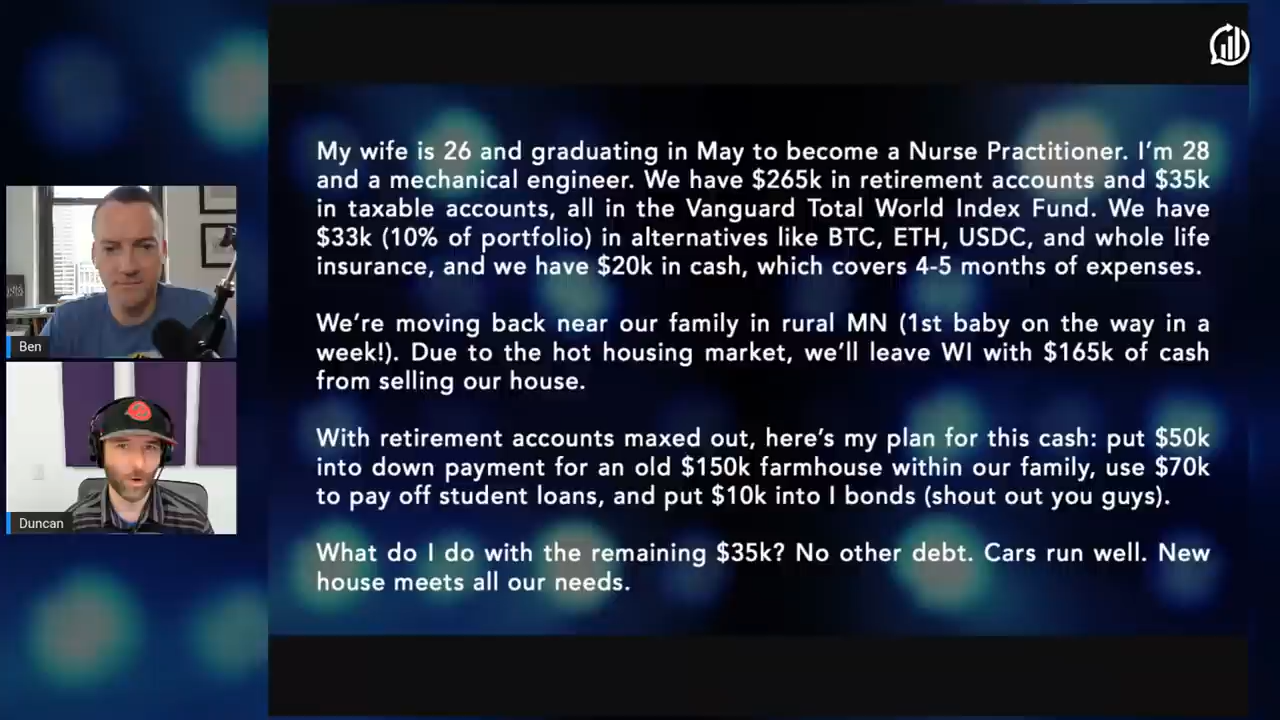 My wife is 26 and graduating in May to become a Nurse Practitioner. I'm 28
and a mechanical engineer. We have $265k in retirement accounts and $35k
in taxable accounts, all in the Vanguard Total World Index Fund. We have
$33k (10% of portfolio) in alternatives like BTC, ETH, USDC, and whole life
insurance, and we have $20k in cash, which covers 4-5 months of expenses.
We're moving back near our family in rural MN (1st baby on the way in a
week!). Due to the hot housing market, we'll leave WI with $165k of cash
from selling our house.
With retirement accounts maxed out, here's my plan for this cash: put $50k
into down payment for an old $150k farmhouse within our family, use $70k
to pay off student loans, and put $10k into I bonds (shout out you guys).
What do I do with the remaining $35k? No other debt. Cars run well. New
house meets all our needs.
Ben
Duncan